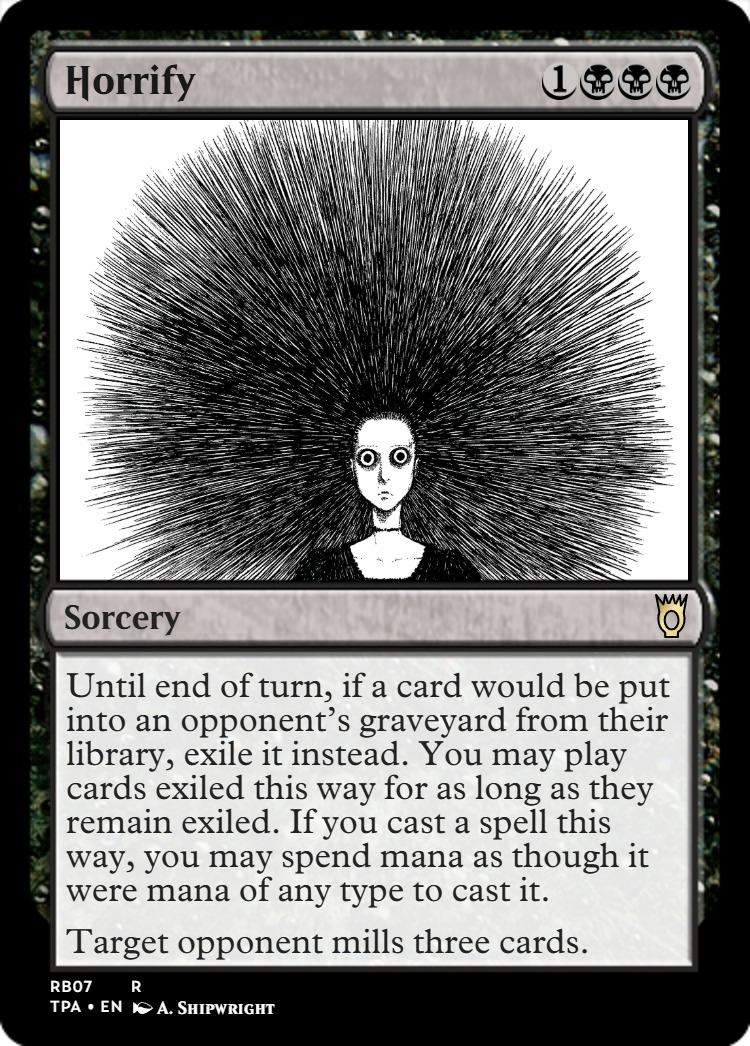 Horrify
1
Sorcery
Until end of turn, if a card would be put
into an opponent's graveyard from their
library, exile it instead. You may play
cards exiled this way for as long as they
remain exiled. If you cast a spell this
way, you may spend mana as though it
were mana of any type to cast it.
Target opponent mills three cards.
RB07 R
TPA • EN A. Shipwright